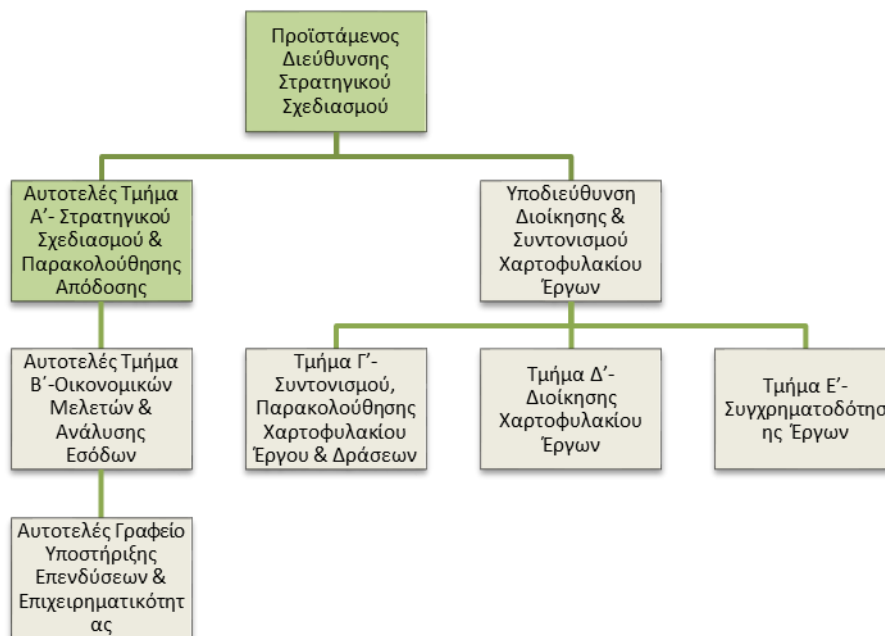 Προϊστάμενος
Διεύθυνσης
Στρατηγικού
Σχεδιασμού
Αυτοτελές Τμήμα
Α’- Στρατηγικού
Σχεδιασμού &
Παρακολούθησης
Απόδοσης
Υποδιεύθυνση
Διοίκησης &
Συντονισμού
Χαρτοφυλακίου
Έργων
Αυτοτελές Τμήμα
Β΄-Οικονομικών
Μελετών &
Ανάλυσης
Εσόδων
Τμήμα Γ’-
Συντονισμού,
Παρακολούθησης
Χαρτοφυλακίου
Έργου & Δράσεων
Τμήμα Δ’-
Διοίκησης
Χαρτοφυλακίου
Έργων
Τμήμα Ε’-
Συγχρηματοδότησ
ης Έργων
Αυτοτελές Γραφείο
Υποστήριξης
Επενδύσεων &
Επιχειρηματικότητ
ας